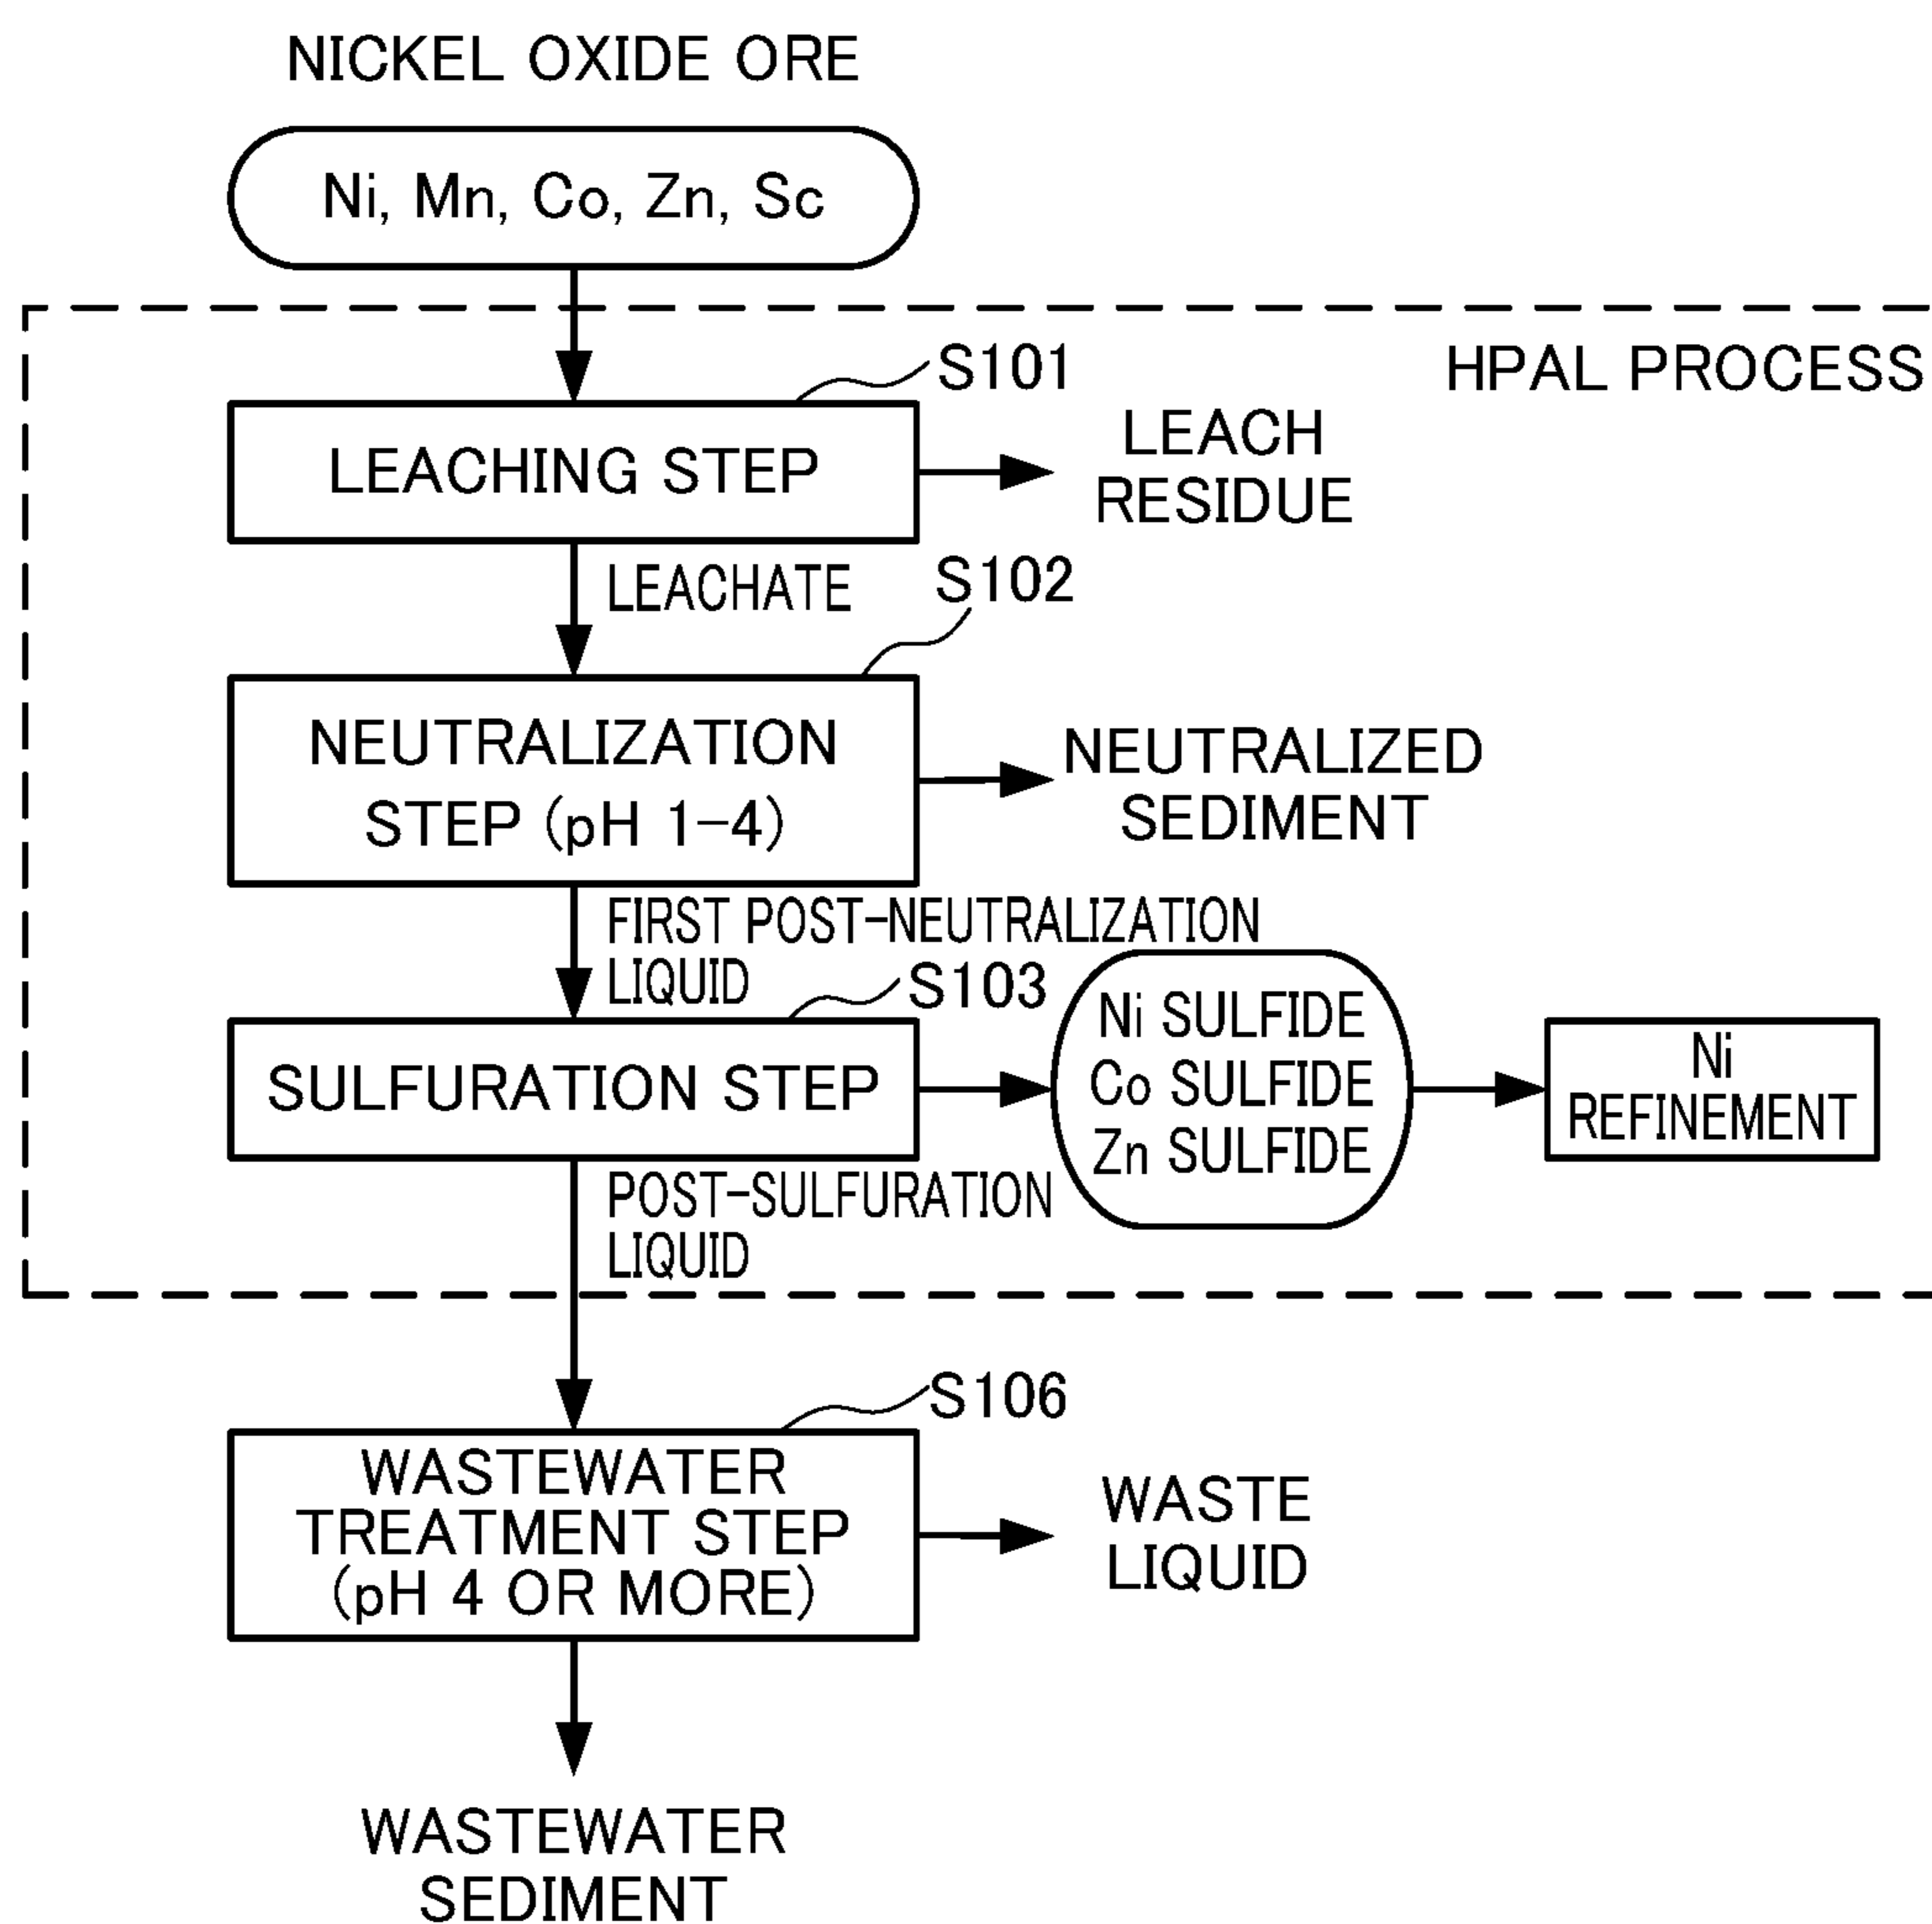 NICKEL OXIDE ORE
Ni, Mn, Co, Zn, Sc
HPAL PROCESS
S101
LEACHING STEP
LEACH
RESIDUE
LEACHATE
S102
NEUTRALIZATION
STEP (pH 1-4)
NEUTRALIZED
SEDIMENT
FIRST POST-NEUTRALIZATION
LIQUID
S103
SULFURATION STEP
Ni SULFIDE
Co SULFIDE
Zn SULFIDE
Ni
REFINEMENT
POST-SULFURATION
LIQUID
S106
WASTEWATER
TREATMENT STEP
(pH 4 OR MORE)
WASTE
LIQUID
WASTEWATER
SEDIMENT